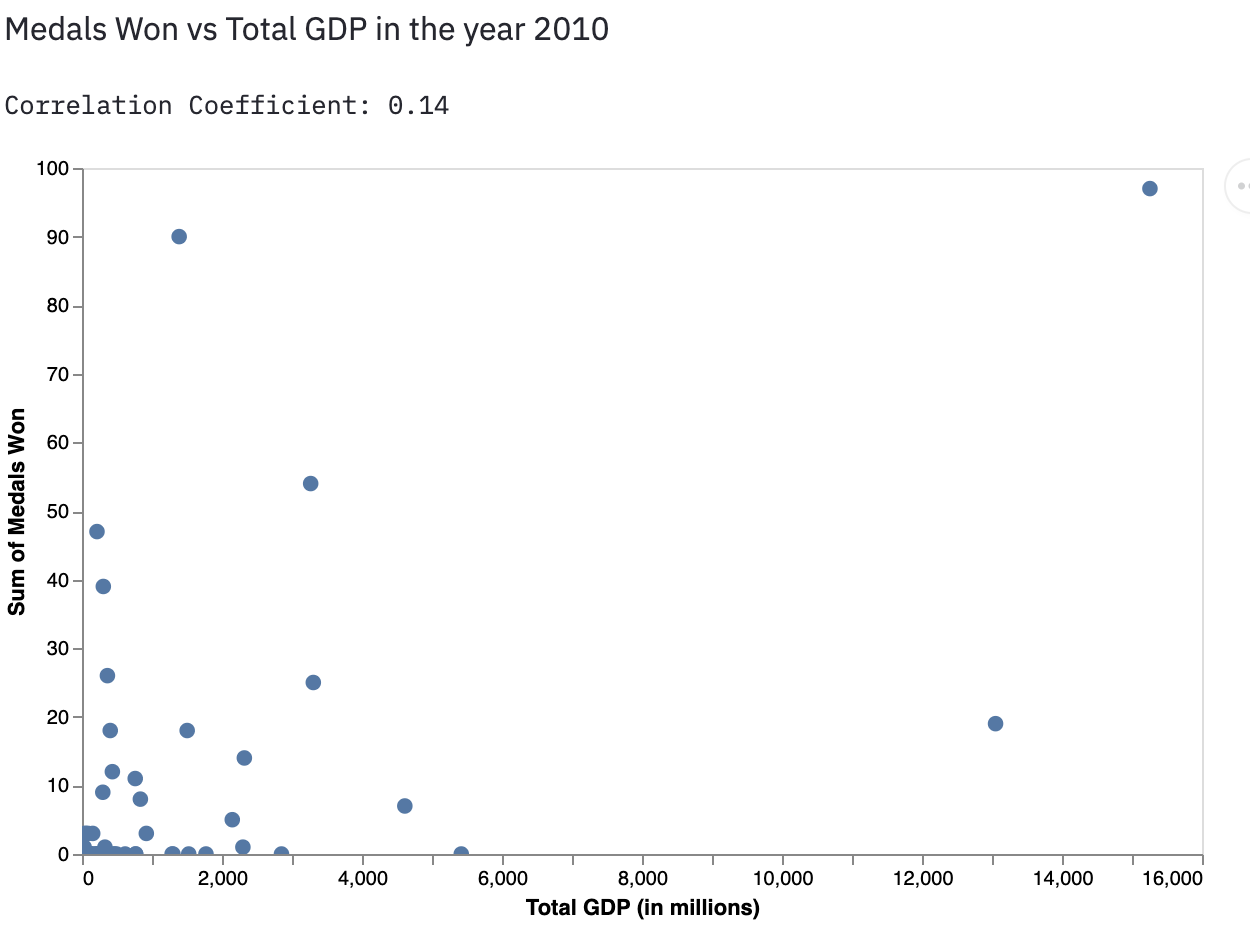 Medals Won vs Total GDP in the year 2010
Correlation Coefficient: 0.14
100
90
80
70
60
50
40
30
20
10
0
Sum of Medals Won
0 2,000 4,000 6,000 8,000 10,000 12,000 14,000 16,000
Total GDP (in millions)